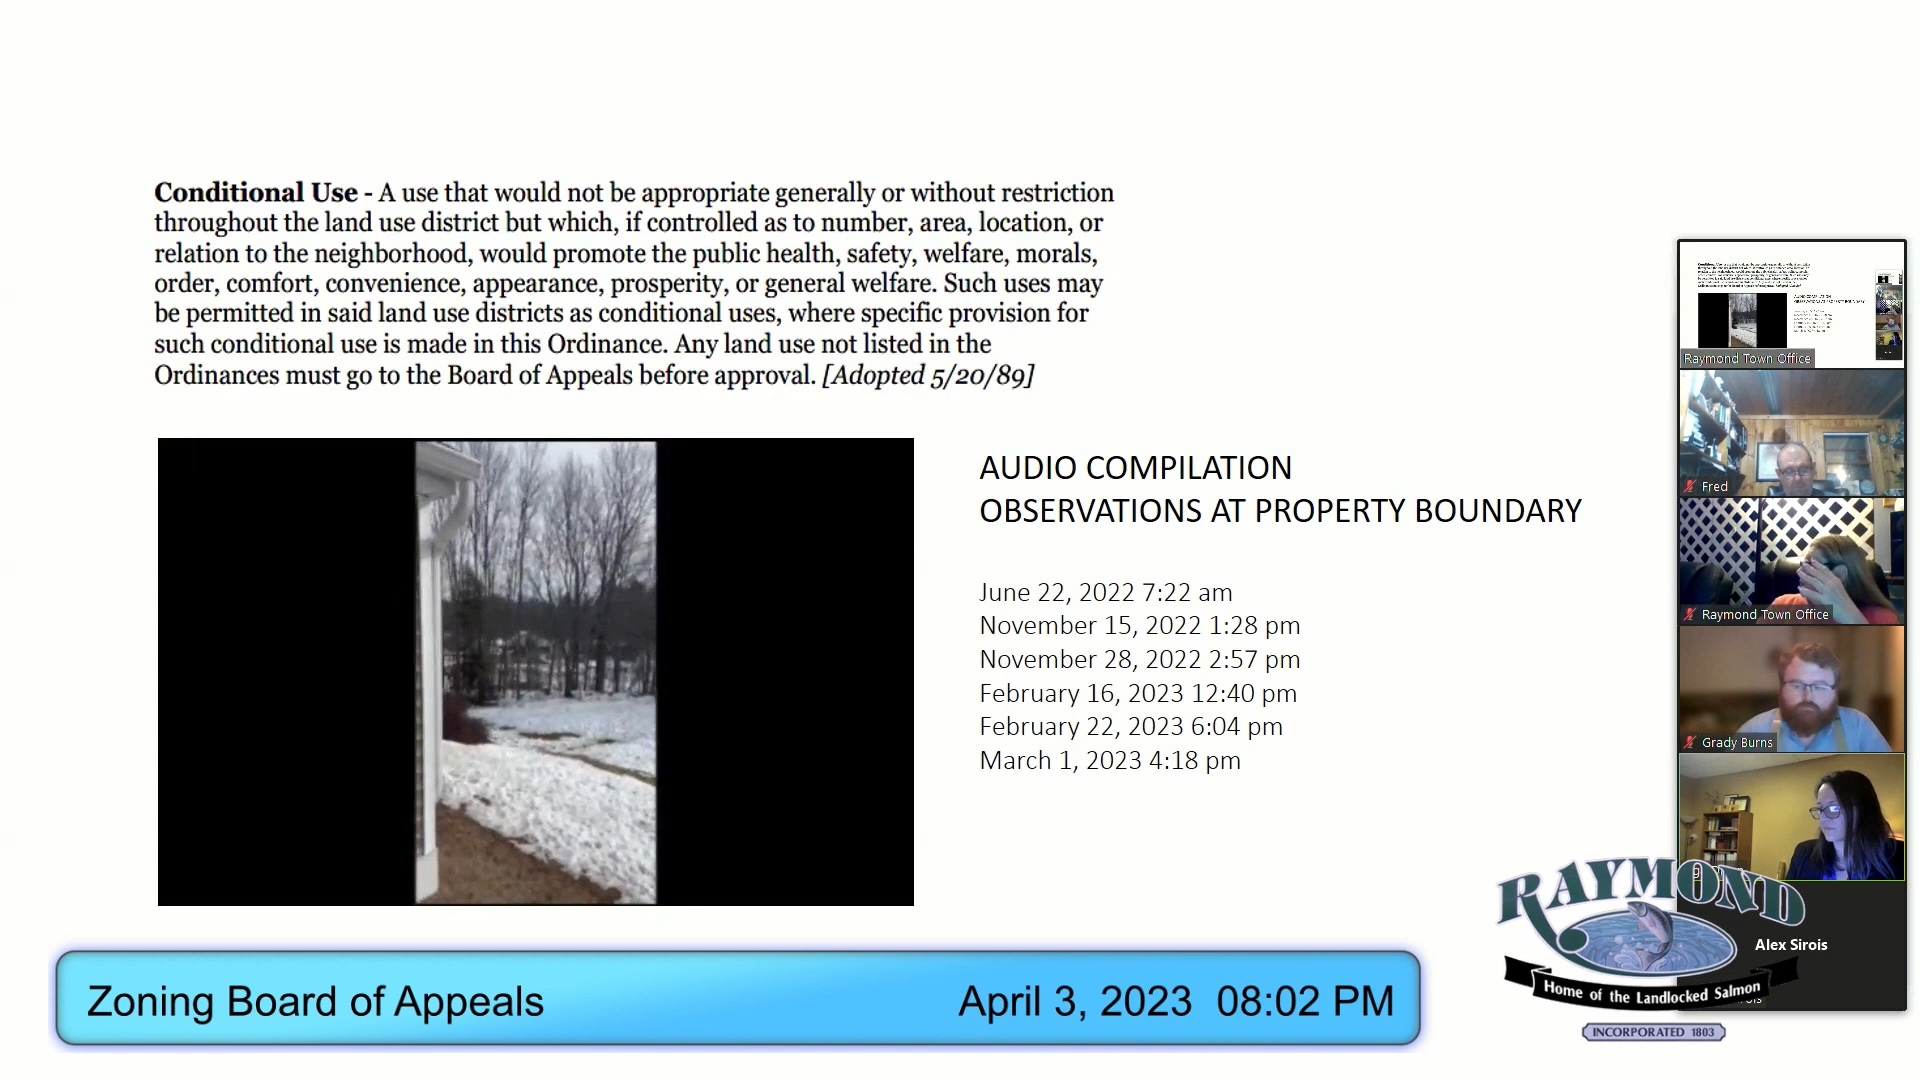 Conditional Use - A use that would not be appropriate generally or without restriction
throughout the land use district but which, if controlled as to number, area, location, or
relation to the neighborhood, would promote the public health, safety, welfare, morals,
order, comfort, convenience, appearance, prosperity, or general welfare. Such uses may
be permitted in said land use districts as conditional uses, where specific provision for
such conditional use is made in this Ordinance. Any land use not listed in the
Ordinances must go to the Board of Appeals before approval. [Adopted 5/20/89]
AUDIO COMPILATION
OBSERVATIONS AT PROPERTY BOUNDARY
June 22, 2022 7:22 am
November 15, 2022 1:28 pm
November 28, 2022 2:57 pm
February 16, 2023 12:40 pm
February 22, 2023 6:04 pm
March 1, 2023 4:18 pm
Raymond Town Office
Fred
Raymond Town Office
Grady Burns
Alex Sirois
RAYMOND
Home of the Landlocked Salmon
INCORPORATED 1803
Zoning Board of Appeals
April 3, 2023 08:02 PM